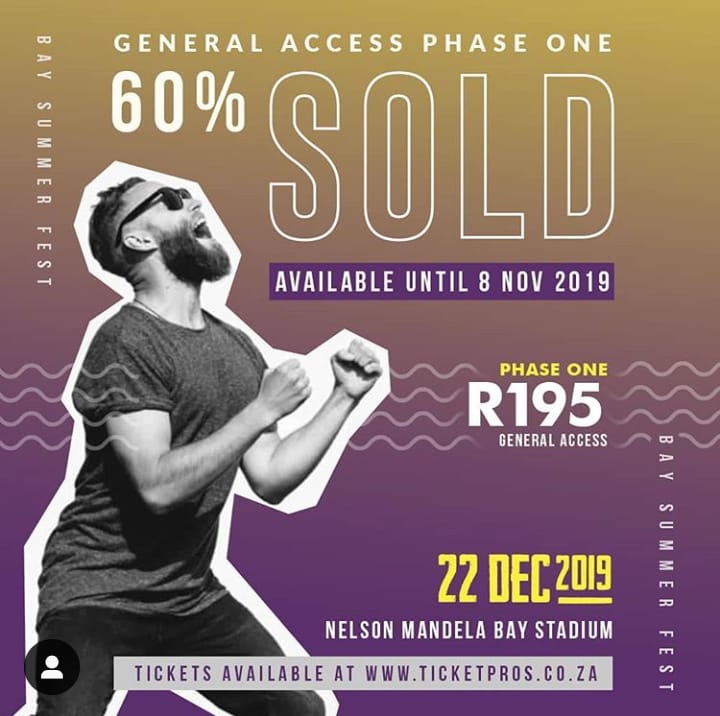 GENERAL ACCESS PHASE ONE
60% SOLD
AVAILABLE UNTIL 8 NOV 2019
BAY SUMMER FEST
PHASE ONE
R195
GENERAL ACCESS
BAY SUMMER FEST
22 DEC 2019
NELSON MANDELA BAY STADIUM
TICKETS AVAILABLE AT WWW.TICKETPROS.CO.ZA